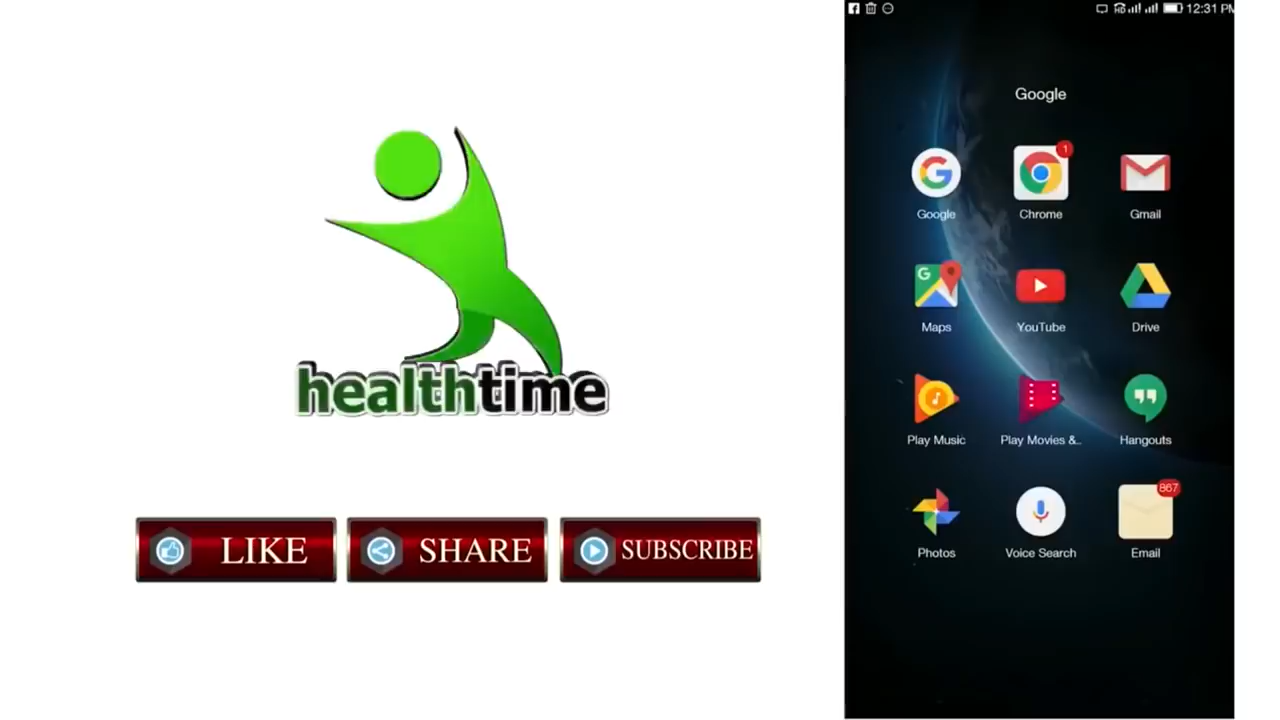 healthtime
LIKE
SHARE
SUBSCRIBE
12:31 PM
Google
1
Google
Chrome
Gmail
G
Maps
YouTube
Drive
Play Music
Play Movies &..
Hangouts
867
Photos
Voice Search
Email